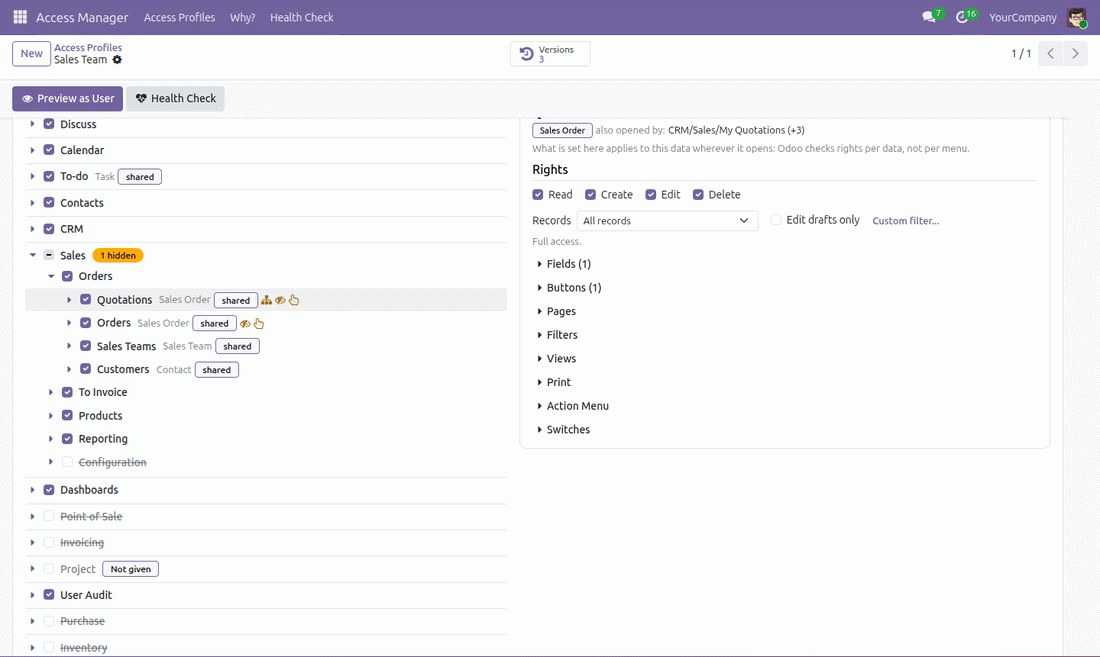 Access Manager Access Profiles Why? Health Check 7 16 YourCompany
New Access Profiles
Sales Team
Versions
3
1 / 1
Preview as User Health Check
Discuss
Calendar
To-do Task shared
Contacts
CRM
Sales 1 hidden
Orders
Quotations Sales Order shared
Orders Sales Order shared
Sales Teams Sales Team shared
Customers Contact shared
To Invoice
Products
Reporting
Configuration
Dashboards
Point of Sale
Invoicing
Project Not given
User Audit
Purchase
Inventory
Sales Order also opened by: CRM/Sales/My Quotations (+3)
What is set here applies to this data wherever it opens: Odoo checks rights per data, not per menu.
Rights
Read Create Edit Delete
Records All records Edit drafts only Custom filter...
Full access.
Fields (1)
Buttons (1)
Pages
Filters
Views
Print
Action Menu
Switches